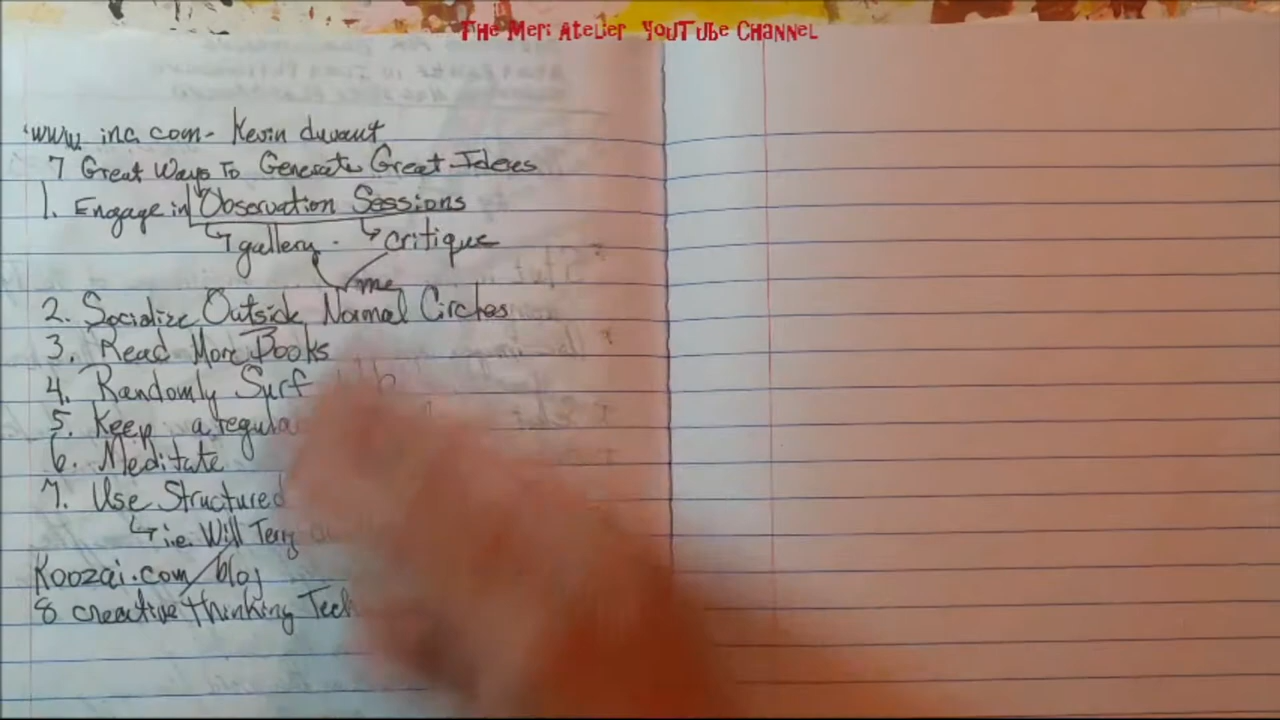 The Meri Atelier YouTube Channel
www. inc. com - Kevin
7 Great Ways To Generate Great Ideas
1. Engage in Observation Sessions
gallery - critique
me
2. Socialize Outside Normal Circles
3. Read More Books
4. Randomly Surf
5. Keep a regula
6. Meditate
7. Use Structured
i.e. Will Terry
Koozai.com/blog
8 creative thinking Tech